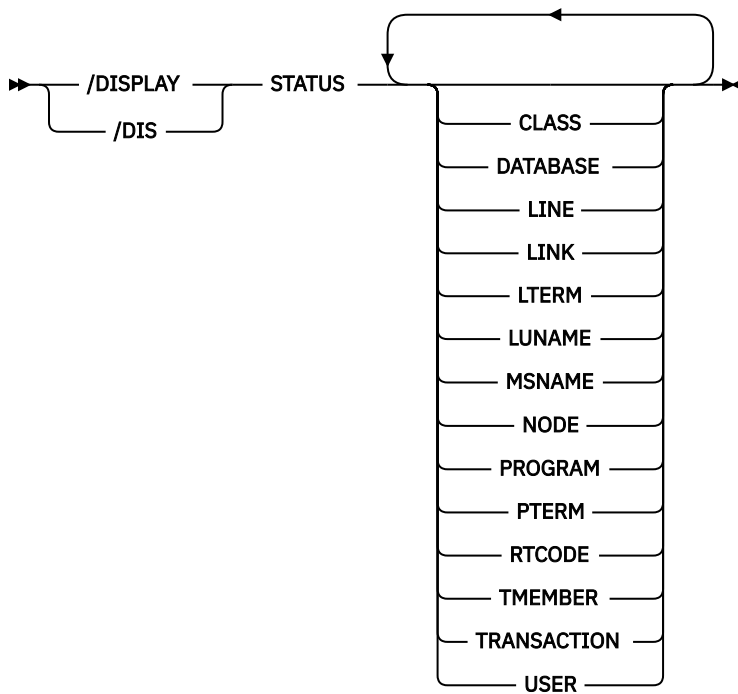 /DISPLAY STATUS
/DIS
CLASS
DATABASE
LINE
LINK
LTERM
LUNAME
MSNAME
NODE
PROGRAM
PTERM
RTCODE
TMEMBER
TRANSACTION
USER